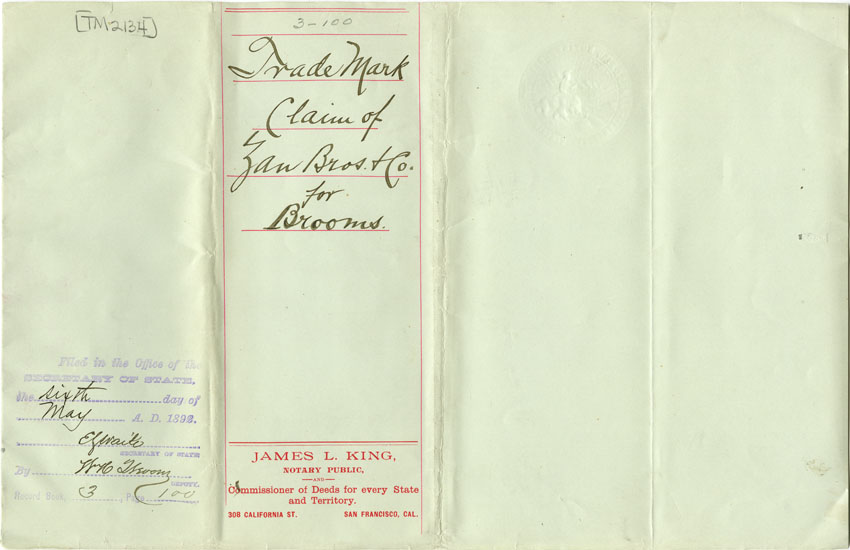 [TM2134]
3-100
Trade Mark
Claim of
Zan Bros. & Co.
for
Brooms.
Filed in the Office of the
SECRETARY OF STATE,
the sixth day of
May A. D. 1892.
E G Waite
SECRETARY OF STATE
By
DEPUTY.
Record Book, 3, Page 100
JAMES L. KING,
NOTARY PUBLIC,
AND
Commissioner of Deeds for every State
and Territory.
308 CALIFORNIA ST. SAN FRANCISCO, CAL.